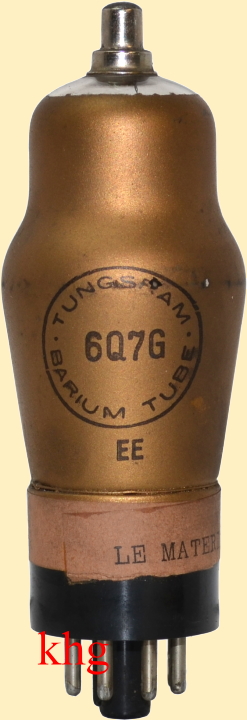 · TUNGSRAM ·
6Q7G
BARIUM TUBE
EE
LE MATER
khg